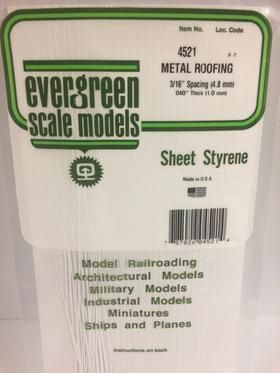 Item No. Loc. Code
4521 F-7
METAL ROOFING
3/16" Spacing (4.8 mm)
.040" Thick (1.0 mm)
evergreen
scale models
Sheet Styrene
Made in U.S.A.
Model Railroading
Architectural Models
Military Models
Industrial Models
Miniatures
Ships and Planes
Instructions on back